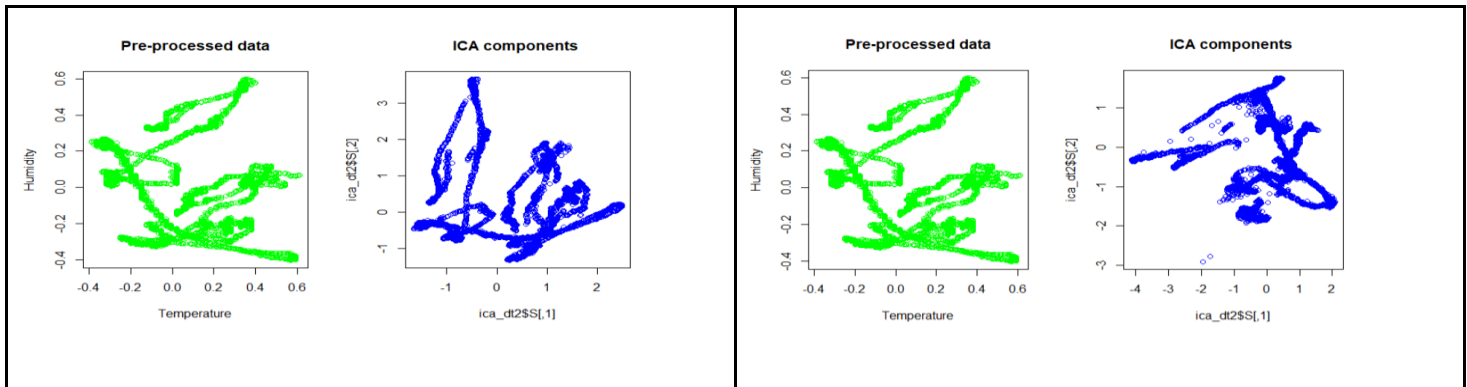 Pre-processed data
0.6
0.4
0.2
0.0
-0.2
-0.4
Humidity
-0.4 -0.2 0.0 0.2 0.4 0.6
Temperature
ICA components
3
2
1
0
-1
ica_dt2$S[,2]
-1 0 1 2
ica_dt2$S[,1]
Pre-processed data
0.6
0.4
0.2
0.0
-0.2
-0.4
Humidity
-0.4 -0.2 0.0 0.2 0.4 0.6
Temperature
ICA components
1
0
-1
-2
-3
ica_dt2$S[,2]
-4 -3 -2 -1 0 1 2
ica_dt2$S[,1]